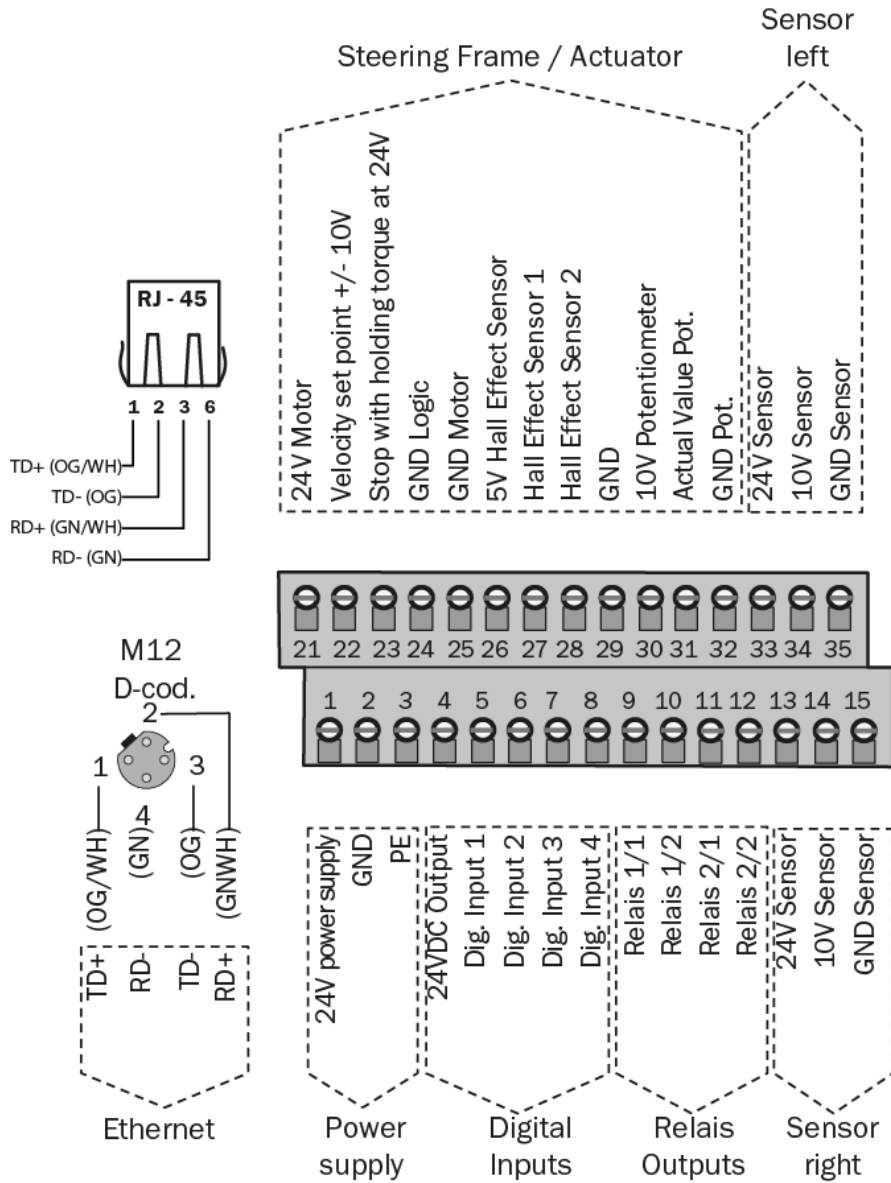 Sensor
left
Steering Frame / Actuator
24V Motor
Velocity set point +/- 10V
Stop with holding torque at 24V
GND Logic
GND Motor
5V Hall Effect Sensor
Hall Effect Sensor 1
Hall Effect Sensor 2
GND
10V Potentiometer
Actual Value Pot.
GND Pot.
24V Sensor
10V Sensor
GND Sensor
RJ - 45
1 2 3 6
TD+ (OG/WH)
TD- (OG)
RD+ (GN/WH)
RD- (GN)
21 22 23 24 25 26 27 28 29 30 31 32 33 34 35
1 2 3 4 5 6 7 8 9 10 11 12 13 14 15
M12
D-cod.
2
1 3
4
(OG/WH)
(GN)
(OG)
(GNWH)
TD+
RD-
TD-
RD+
Ethernet
24V power supply
GND
PE
24VDC Output
Dig. Input 1
Dig. Input 2
Dig. Input 3
Dig. Input 4
Relais 1/1
Relais 1/2
Relais 2/1
Relais 2/2
24V Sensor
10V Sensor
GND Sensor
Power
supply
Digital
Inputs
Relais
Outputs
Sensor
right